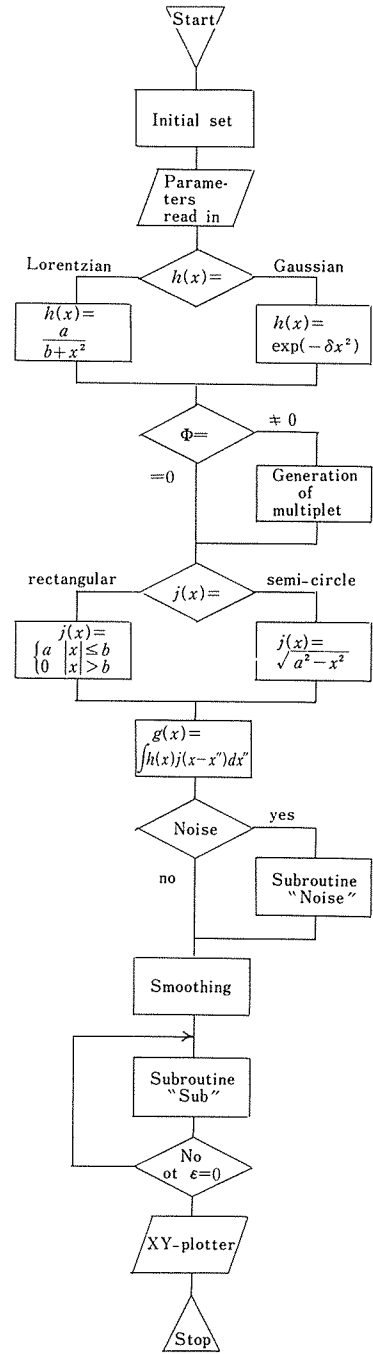 Start
Initial set
Parame-
ters
read in
Lorentzian
h(x)=
Gaussian
h(x)=
a
b+x²
h(x)=
exp(−δx²)
Φ=
≠ 0
=0
Generation
of
multiplet
rectangular
j(x)=
semi-circle
j(x)=
{a |x|≤b
{0 |x|>b
j(x)=
√a²−x²
g(x)=
∫h(x)j(x−x″)dx″
Noise
yes
no
Subroutine
“Noise”
Smoothing
Subroutine
“Sub”
No
ot ε=0
XY-plotter
Stop